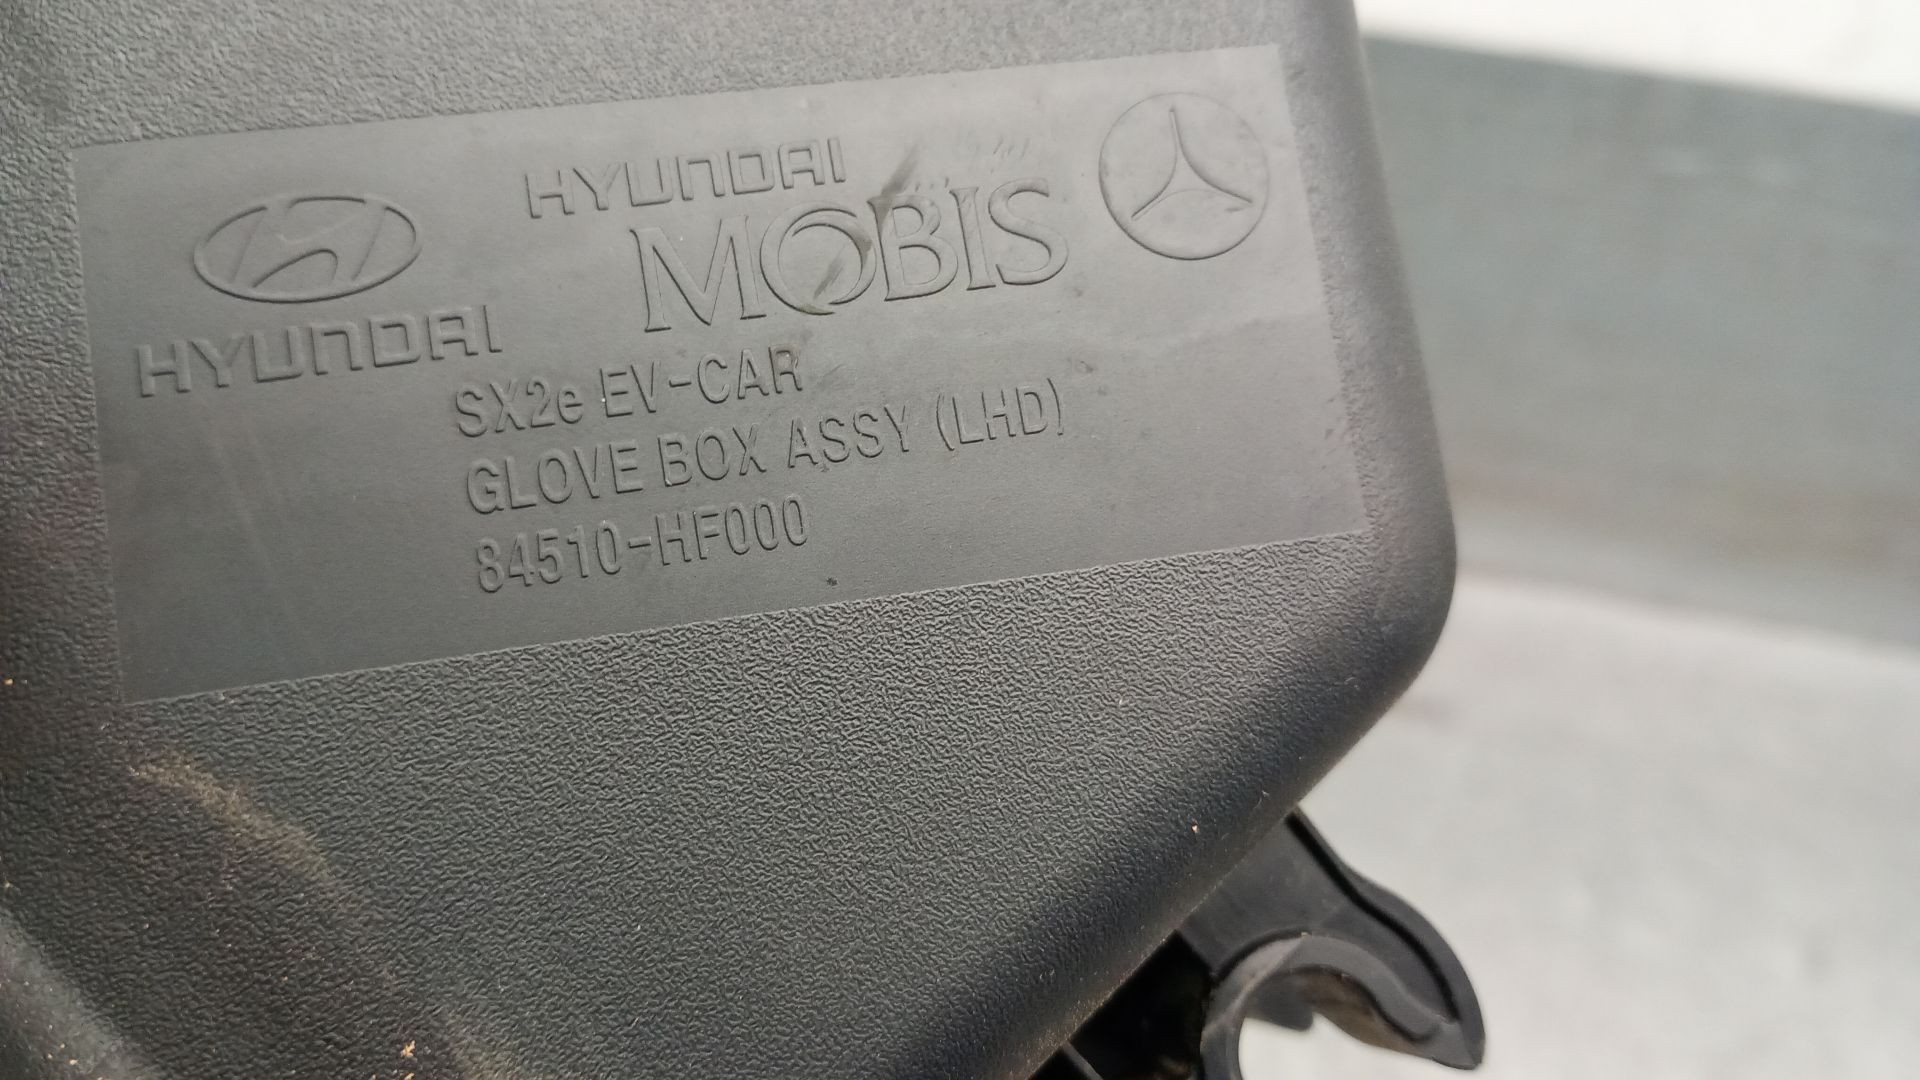 HYUNDAI
HYUNDAI
MOBIS
SX2e EV-CAR
GLOVE BOX ASSY (LHD)
84510-HF000